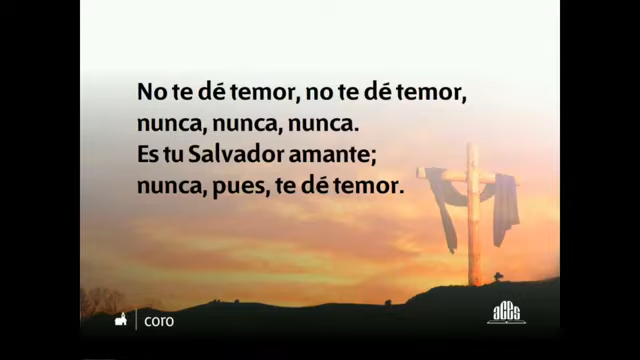 No te dé temor, no te dé temor,
nunca, nunca, nunca.
Es tu Salvador amante;
nunca, pues, te dé temor.
coro
aces